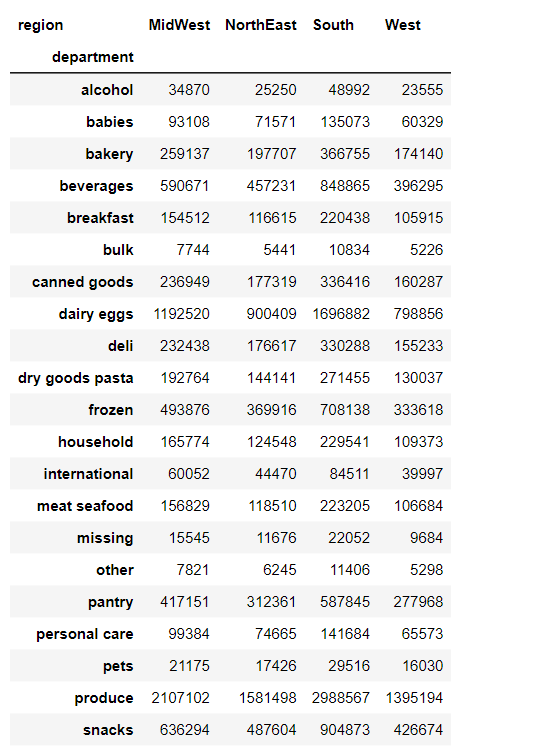 region MidWest NorthEast South West
department
alcohol 34870 25250 48992 23555
babies 93108 71571 135073 60329
bakery 259137 197707 366755 174140
beverages 590671 457231 848865 396295
breakfast 154512 116615 220438 105915
bulk 7744 5441 10834 5226
canned goods 236949 177319 336416 160287
dairy eggs 1192520 900409 1696882 798856
deli 232438 176617 330288 155233
dry goods pasta 192764 144141 271455 130037
frozen 493876 369916 708138 333618
household 165774 124548 229541 109373
international 60052 44470 84511 39997
meat seafood 156829 118510 223205 106684
missing 15545 11676 22052 9684
other 7821 6245 11406 5298
pantry 417151 312361 587845 277968
personal care 99384 74665 141684 65573
pets 21175 17426 29516 16030
produce 2107102 1581498 2988567 1395194
snacks 636294 487604 904873 426674